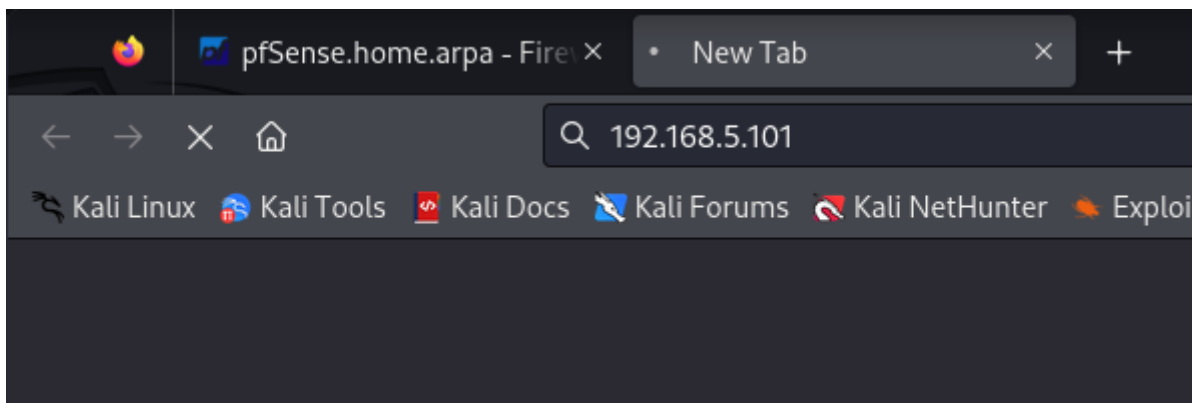 pfSense.home.arpa - Fire
New Tab
192.168.5.101
Kali Linux Kali Tools Kali Docs Kali Forums Kali NetHunter Exploi